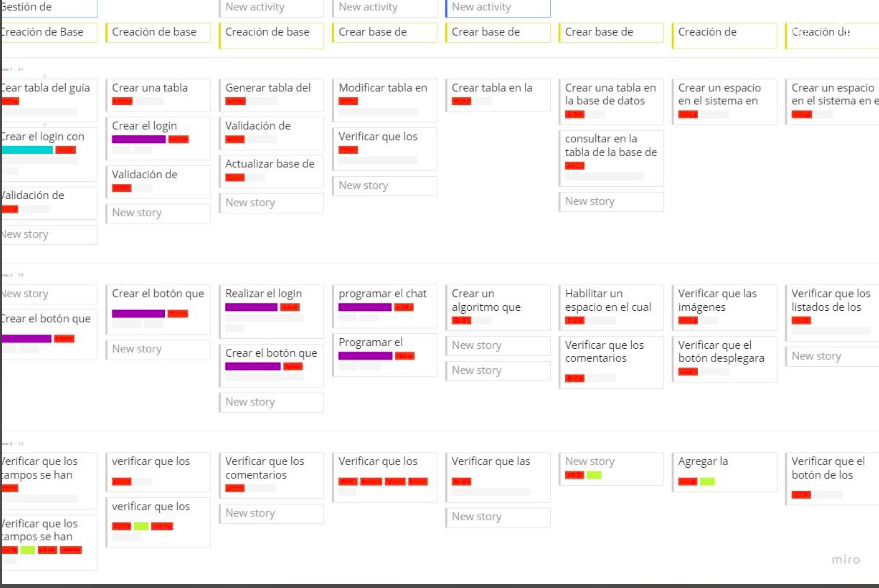 Gestión de
New activity
New activity
New activity
Creación de Base
Creación de base
Creación de base
Crear base de
Crear base de
Crear base de
Creación de
Creación de
Cear tabla del guía
Crear una tabla
Generar tabla del
Modificar tabla en
Crear tabla en la
Crear una tabla en
la base de datos
Crear un espacio
en el sistema en
Crear un espacio
en el sistema en e
Crear el login con
Crear el login
Validación de
Verificar que los
consultar en la
tabla de la base de
Validación de
Validación de
Actualizar base de
New story
New story
New story
New story
New story
New story
Crear el botón que
Realizar el login
programar el chat
Crear un
algoritmo que
Habilitar un
espacio en el cual
Verificar que las
imágenes
Verificar que los
listados de los
Crear el botón que
New story
Crear el botón que
Programar el
New story
New story
Verificar que los
comentarios
Verificar que el
botón desplegara
New story
New story
Verificar que los
campos se han
verificar que los
Verificar que los
comentarios
Verificar que los
Verificar que las
New story
Agregar la
Verificar que el
botón de los
Verificar que los
campos se han
verificar que los
New story
New story
miro